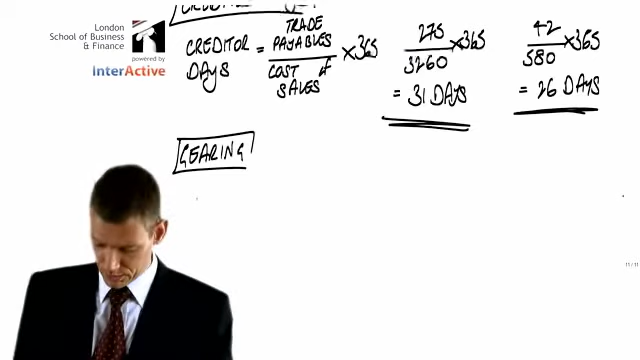 London
School of Business
& Finance
powered by
InterActive
CREDITOR DAYS = TRADE PAYABLES / COST of SALES × 365
275 / 3260 × 365
= 31 DAYS
42 / 580 × 365
= 26 DAYS
GEARING